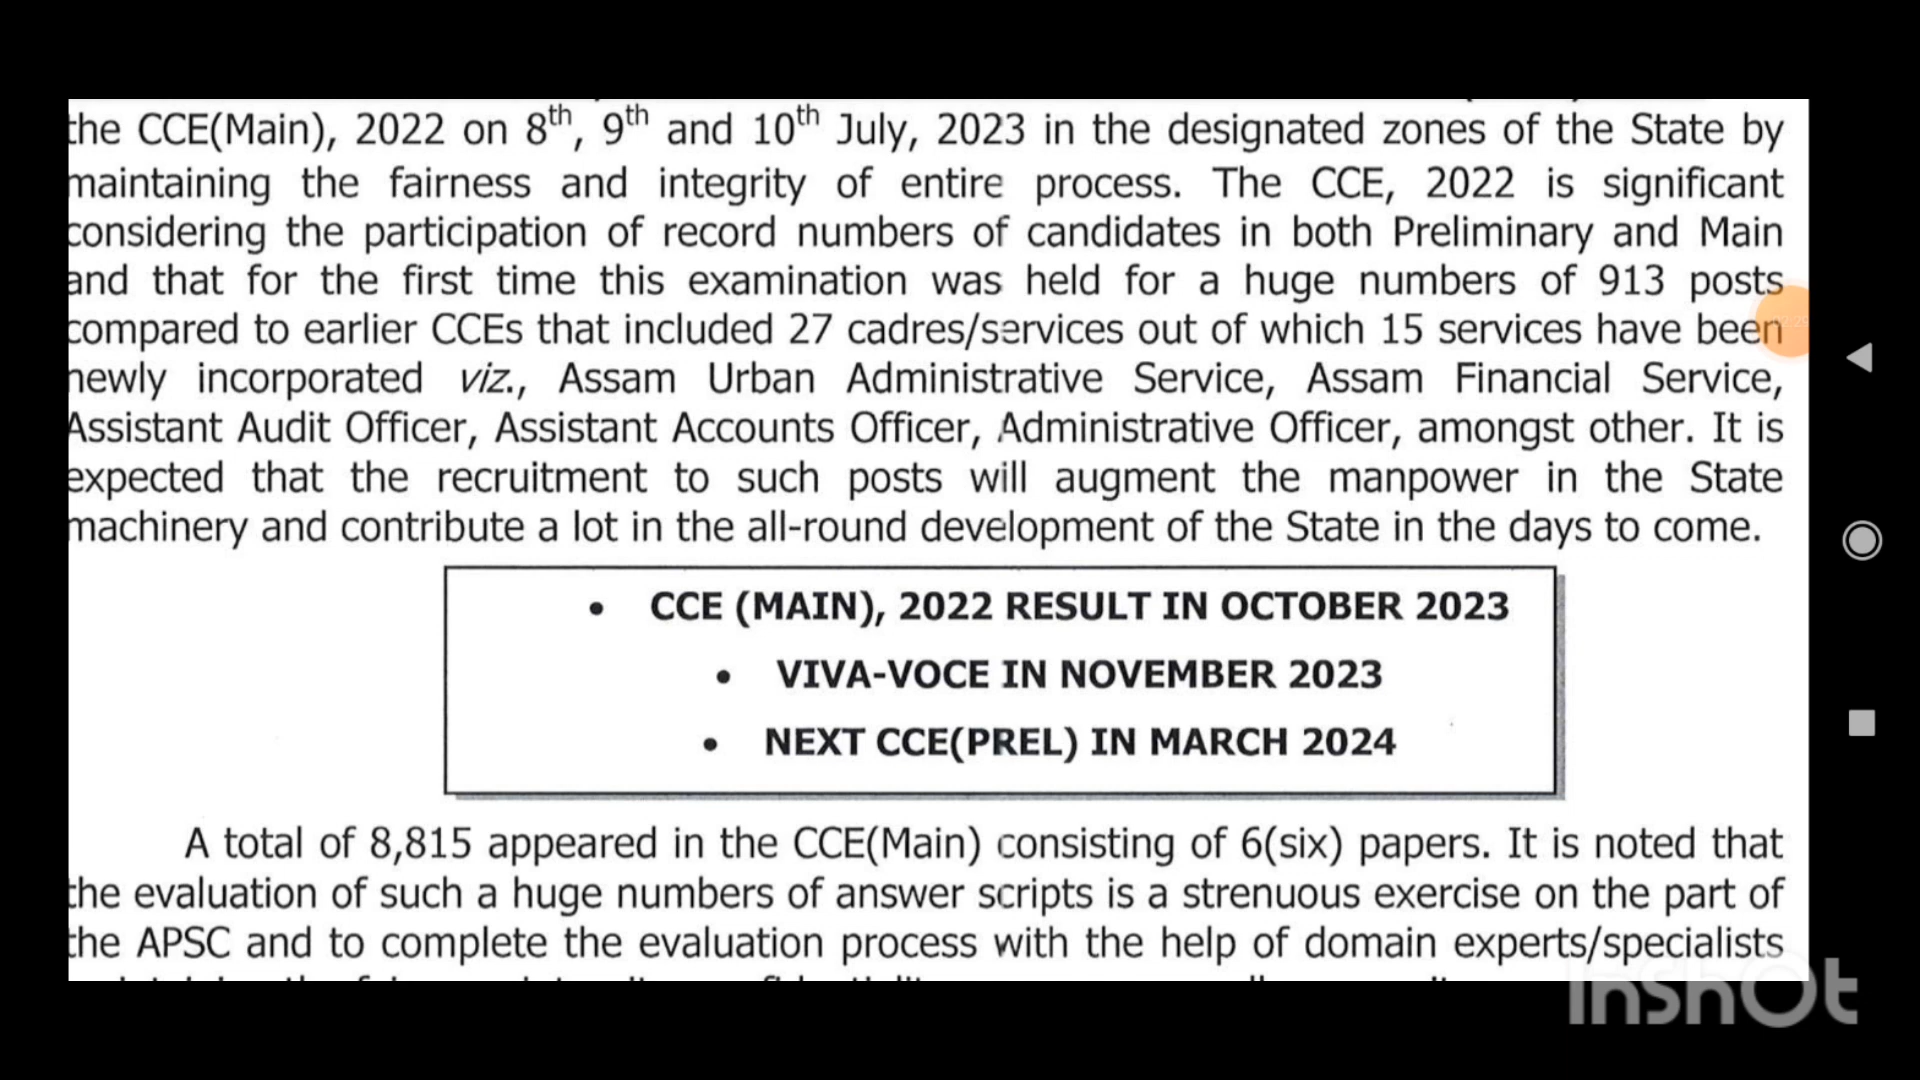 the CCE(Main), 2022 on 8th, 9th and 10th July, 2023 in the designated zones of the State by
maintaining the fairness and integrity of entire process. The CCE, 2022 is significant
considering the participation of record numbers of candidates in both Preliminary and Main
and that for the first time this examination was held for a huge numbers of 913 posts
compared to earlier CCEs that included 27 cadres/services out of which 15 services have been
newly incorporated viz., Assam Urban Administrative Service, Assam Financial Service,
Assistant Audit Officer, Assistant Accounts Officer, Administrative Officer, amongst other. It is
expected that the recruitment to such posts will augment the manpower in the State
machinery and contribute a lot in the all-round development of the State in the days to come.
• CCE (MAIN), 2022 RESULT IN OCTOBER 2023
• VIVA-VOCE IN NOVEMBER 2023
• NEXT CCE(PREL) IN MARCH 2024
A total of 8,815 appeared in the CCE(Main) consisting of 6(six) papers. It is noted that
the evaluation of such a huge numbers of answer scripts is a strenuous exercise on the part of
the APSC and to complete the evaluation process with the help of domain experts/specialists
InShOt